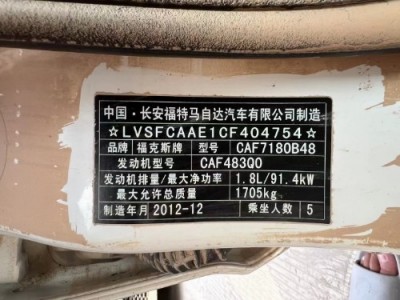 中国·长安福特马自达汽车有限公司制造
☆LVSFCAAE1CF404754☆
品牌 福克斯牌 型号 CAF7180B48
发动机型号 CAF483Q0
发动机排量/最大净功率 1.8L/91.4kW
最大允许总质量 1705kg
制造年月 2012-12 乘坐人数 5